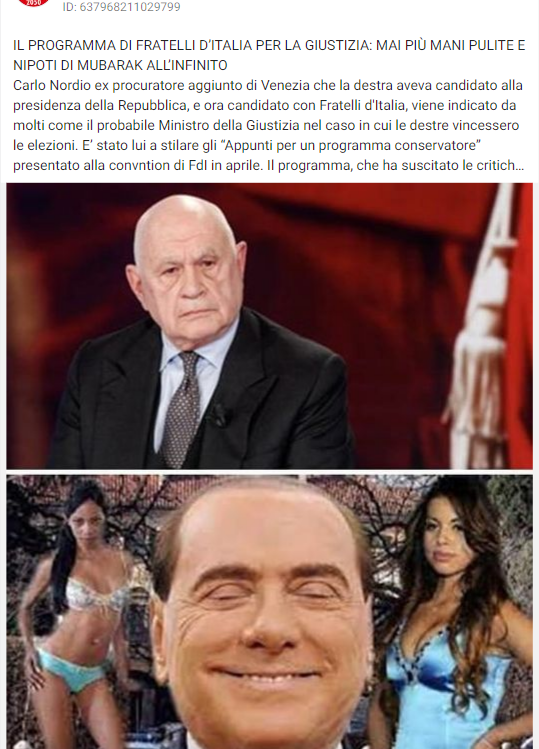 2050
ID: 637968211029799
IL PROGRAMMA DI FRATELLI D'ITALIA PER LA GIUSTIZIA: MAI PIÙ MANI PULITE E
NIPOTI DI MUBARAK ALL'INFINITO
Carlo Nordio ex procuratore aggiunto di Venezia che la destra aveva candidato alla
presidenza della Repubblica, e ora candidato con Fratelli d'Italia, viene indicato da
molti come il probabile Ministro della Giustizia nel caso in cui le destre vincessero
le elezioni. E' stato lui a stilare gli “Appunti per un programma conservatore”
presentato alla convntion di FdI in aprile. Il programma, che ha suscitato le critich...